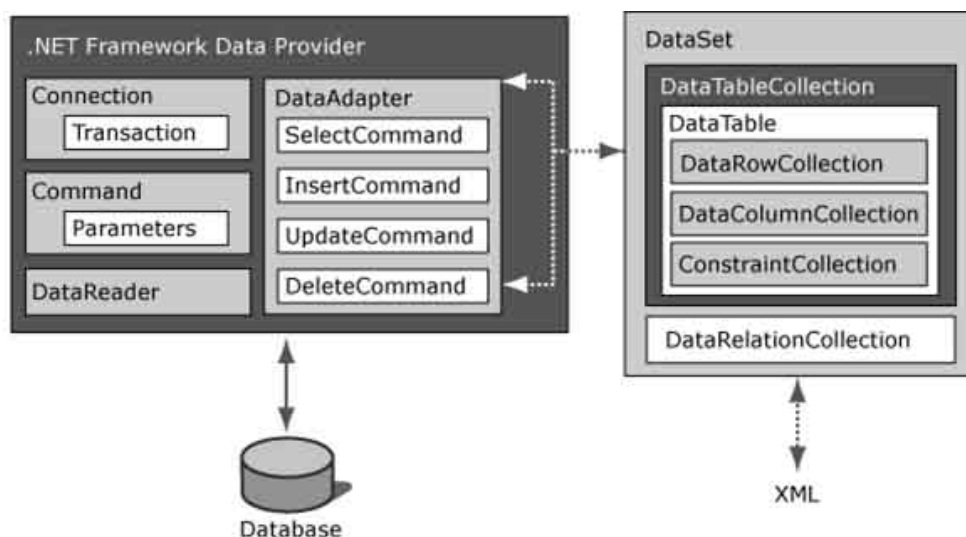 .NET Framework Data Provider
Connection
Transaction
Command
Parameters
DataReader
DataAdapter
SelectCommand
InsertCommand
UpdateCommand
DeleteCommand
Database
DataSet
DataTableCollection
DataTable
DataRowCollection
DataColumnCollection
ConstraintCollection
DataRelationCollection
XML